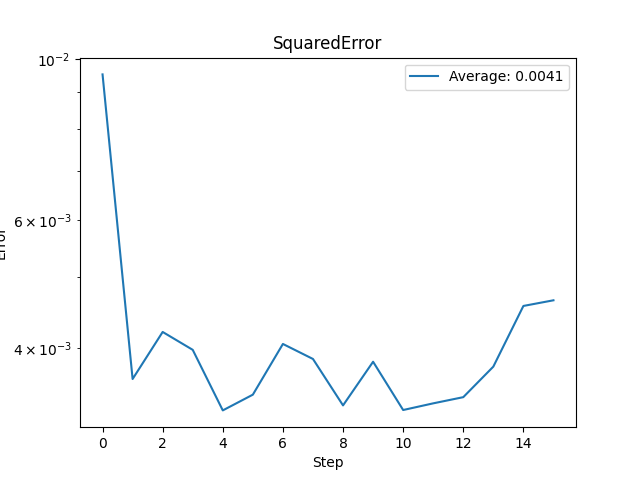 SquaredError
Average: 0.0041
10⁻²
6 × 10⁻³
4 × 10⁻³
Error
0 2 4 6 8 10 12 14
Step